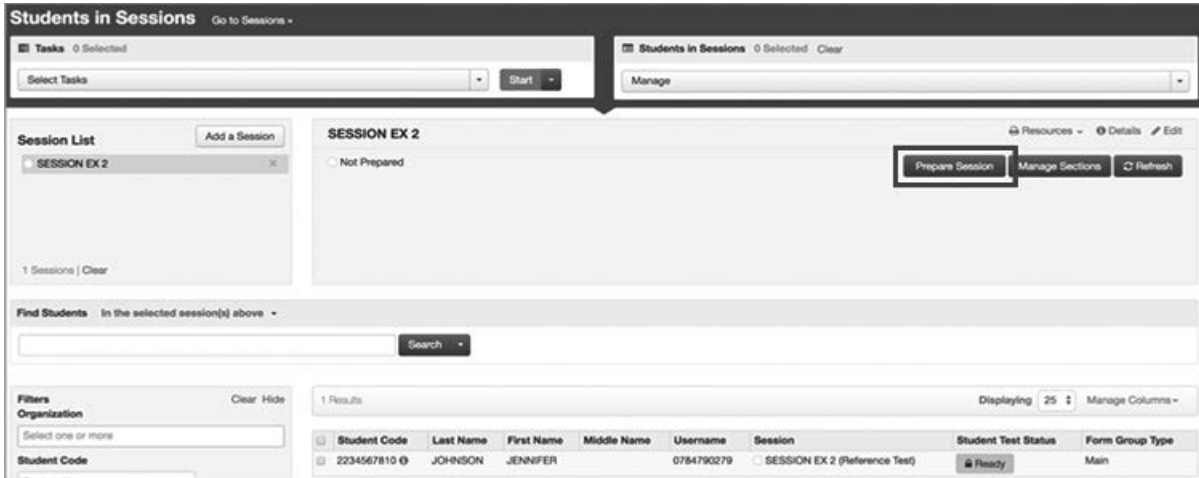 Students in Sessions Go to Sessions
Tasks 0 Selected
Students in Sessions 0 Selected Clear
Select Tasks Start
Manage
Session List Add a Session
SESSION EX 2
1 Sessions | Clear
SESSION EX 2 Resources Details Edit
Not Prepared Prepare Session Manage Sections Refresh
Find Students In the selected session(s) above
Search
Filters Clear Hide
Organization
Select one or more
Student Code
1 Results Displaying 25 Manage Columns
Student Code Last Name First Name Middle Name Username Session Student Test Status Form Group Type
2234567810 JOHNSON JENNIFER 0784790279 SESSION EX 2 (Reference Test) Ready Main